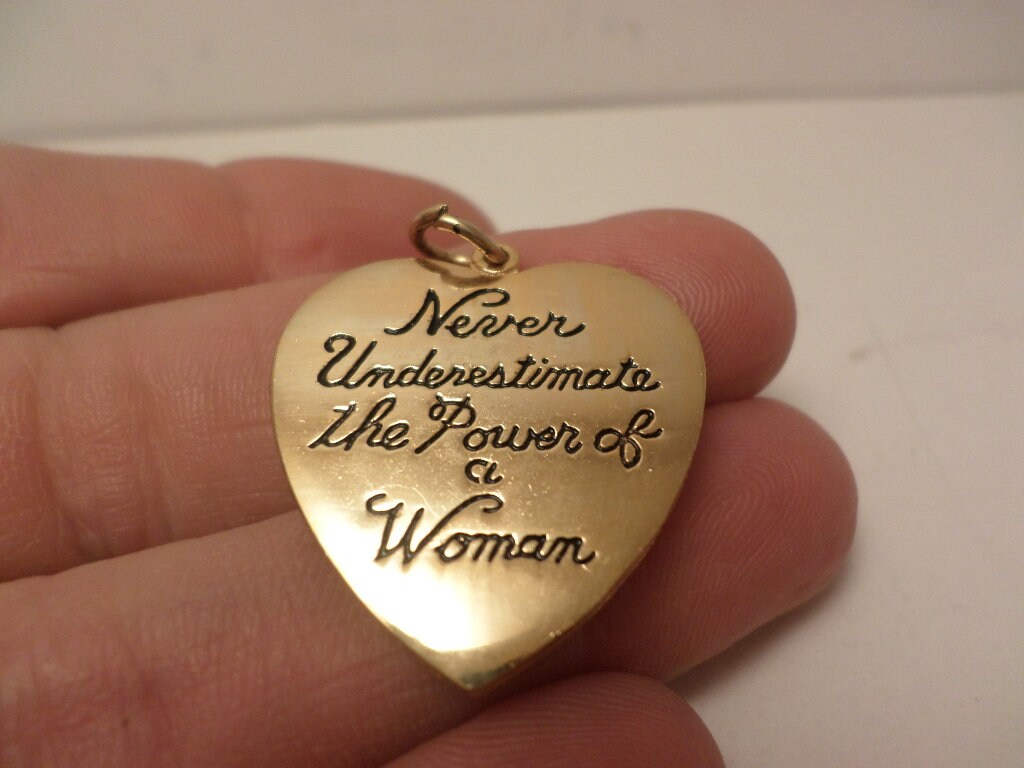 Never
Underestimate
the Power of
a
Woman